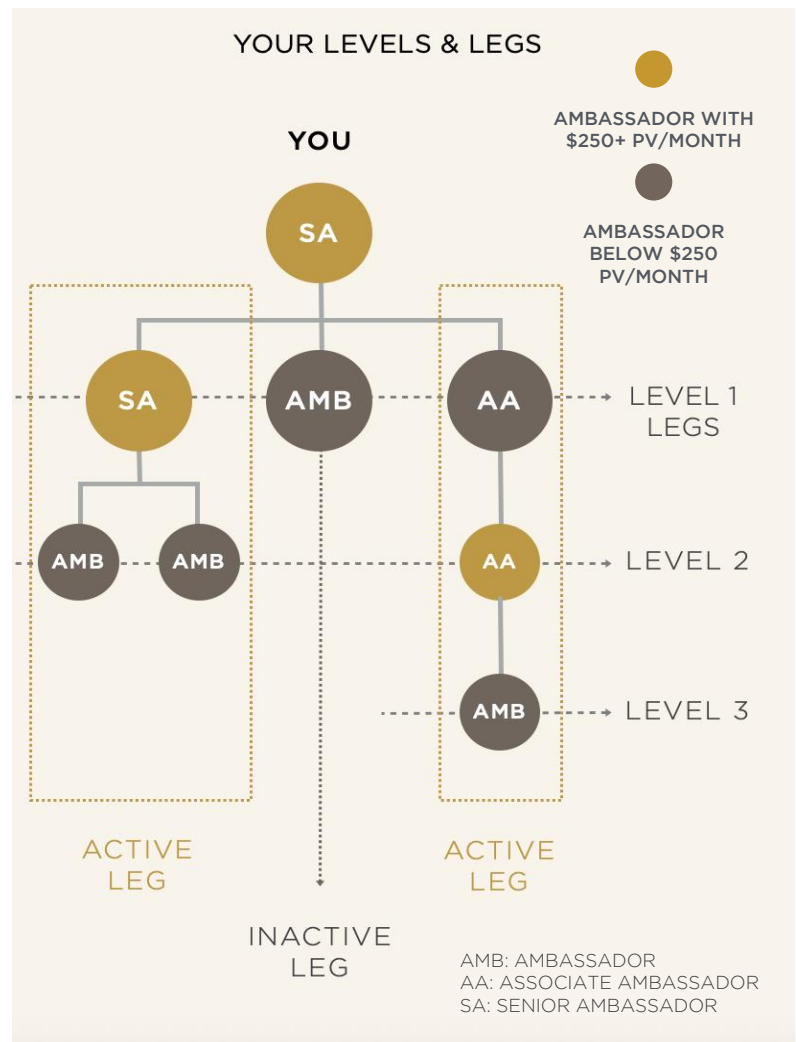 YOUR LEVELS & LEGS
AMBASSADOR WITH
$250+ PV/MONTH
YOU
AMBASSADOR
BELOW $250
PV/MONTH
SA
SA
AMB
AA
LEVEL 1
LEGS
AMB
AMB
AA
LEVEL 2
AMB
LEVEL 3
ACTIVE
LEG
ACTIVE
LEG
INACTIVE
LEG
AMB: AMBASSADOR
AA: ASSOCIATE AMBASSADOR
SA: SENIOR AMBASSADOR